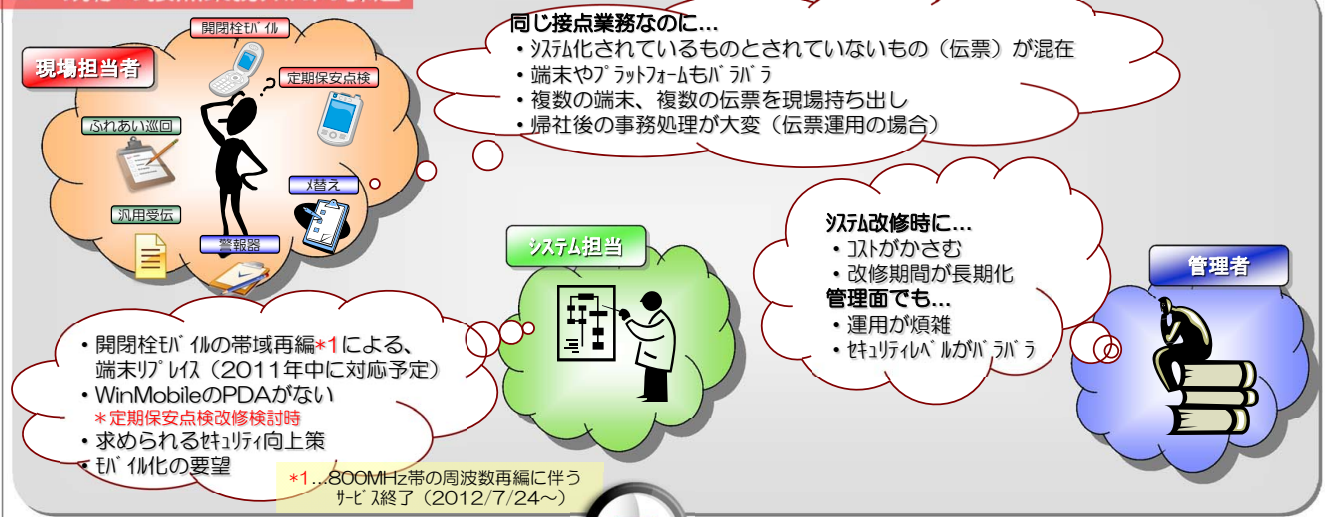 開閉栓ﾓﾊﾞｲﾙ
現場担当者
定期保安点検
ふれあい巡回
ﾒ替え
汎用受伝
警報器
同じ接点業務なのに…
・ｼｽﾃﾑ化されているものとされていないもの（伝票）が混在
・端末やﾌﾟﾗｯﾄﾌｫｰﾑもﾊﾞﾗﾊﾞﾗ
・複数の端末、複数の伝票を現場持ち出し
・帰社後の事務処理が大変（伝票運用の場合）
ｼｽﾃﾑ担当
・開閉栓ﾓﾊﾞｲﾙの帯域再編*1による、
端末ﾘﾌﾟﾚｲｽ（2011年中に対応予定）
・WinMobileのPDAがない
＊定期保安点検改修検討時
・求められるｾｷｭﾘﾃｨ向上策
・ﾓﾊﾞｲﾙ化の要望
*1…800MHz帯の周波数再編に伴う
ｻｰﾋﾞｽ終了（2012/7/24～）
ｼｽﾃﾑ改修時に…
・ｺｽﾄがかさむ
・改修期間が長期化
管理面でも…
・運用が煩雑
・ｾｷｭﾘﾃｨﾚﾍﾞﾙがﾊﾞﾗﾊﾞﾗ
管理者